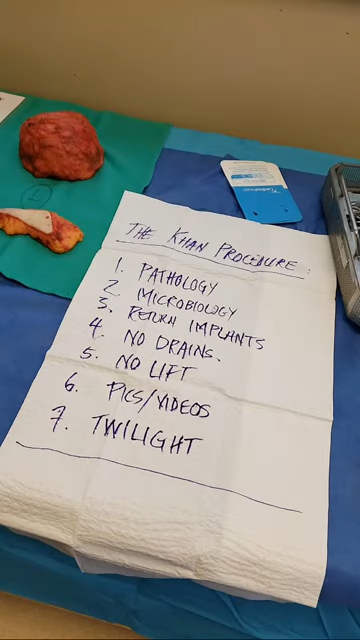 THE KHAN PROCEDURE:
1. PATHOLOGY
2 MICROBIOLOGY
3. RETURN IMPLANTS
4. NO DRAINS.
5. NO LIFT
6. PICS/VIDEOS
7. TWILIGHT